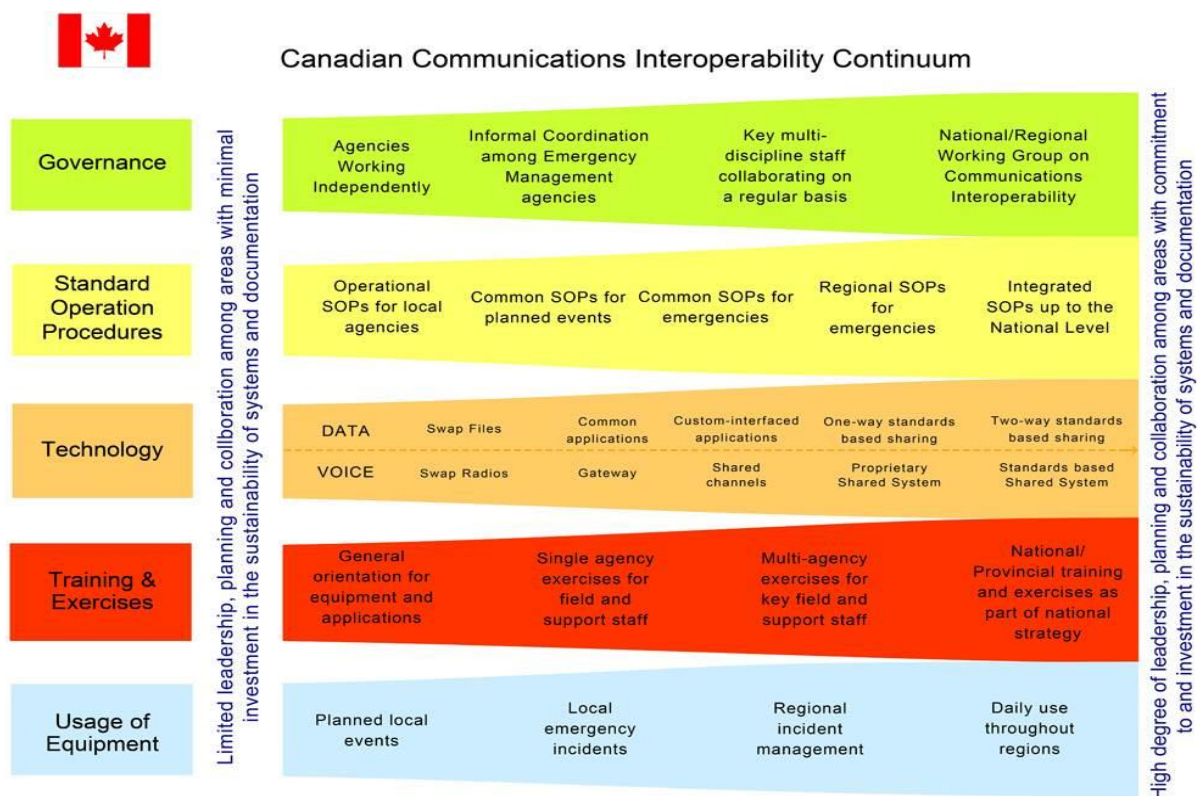 Canadian Communications Interoperability Continuum
Limited leadership, planning and collboration among areas with minimal
investment in the sustainability of systems and documentation
Governance
Agencies
Working
Independently
Informal Coordination
among Emergency
Management
agencies
Key multi-
discipline staff
collaborating on
a regular basis
National/Regional
Working Group on
Communications
Interoperability
Standard
Operation
Procedures
Operational
SOPs for local
agencies
Common SOPs for
planned events
Common SOPs for
emergencies
Regional SOPs
for
emergencies
Integrated
SOPs up to the
National Level
Technology
DATA
Swap Files
Common
applications
Custom-interfaced
applications
One-way standards
based sharing
Two-way standards
based sharing
VOICE
Swap Radios
Gateway
Shared
channels
Proprietary
Shared System
Standards based
Shared System
Training &
Exercises
General
orientation for
equipment and
applications
Single agency
exercises for
field and
support staff
Multi-agency
exercises for
key field and
support staff
National/
Provincial training
and exercises as
part of national
strategy
Usage of
Equipment
Planned local
events
Local
emergency
incidents
Regional
incident
management
Daily use
throughout
regions
High degree of leadership, planning and collaboration among areas with commitment
to and investment in the sustainability of systems and documentation